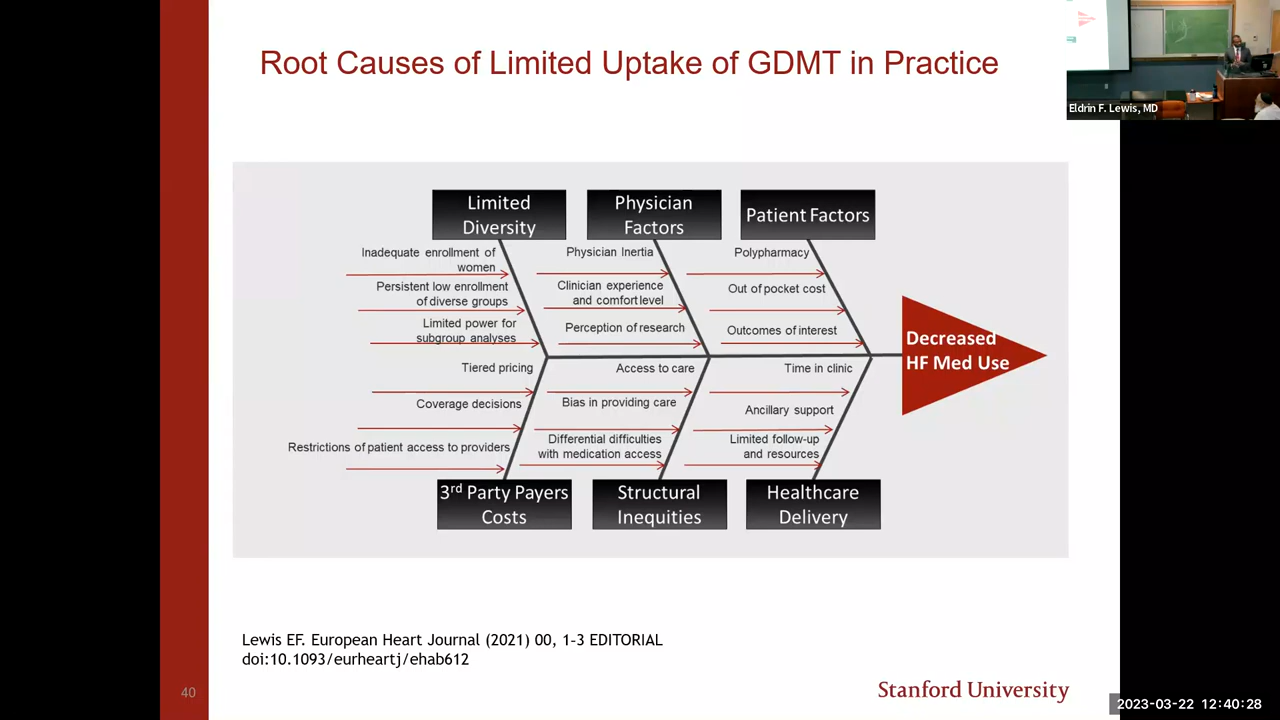 Root Causes of Limited Uptake of GDMT in Practice
Eldrin F. Lewis, MD
Limited
Diversity
Physician
Factors
Patient Factors
Inadequate enrollment of
women
Persistent low enrollment
of diverse groups
Limited power for
subgroup analyses
Physician Inertia
Clinician experience
and comfort level
Perception of research
Polypharmacy
Out of pocket cost
Outcomes of interest
Decreased
HF Med Use
Tiered pricing
Coverage decisions
Restrictions of patient access to providers
Access to care
Bias in providing care
Differential difficulties
with medication access
Time in clinic
Ancillary support
Limited follow-up
and resources
3rd Party Payers
Costs
Structural
Inequities
Healthcare
Delivery
Lewis EF. European Heart Journal (2021) 00, 1-3 EDITORIAL
doi:10.1093/eurheartj/ehab612
40
Stanford University
2023-03-22 12:40:28